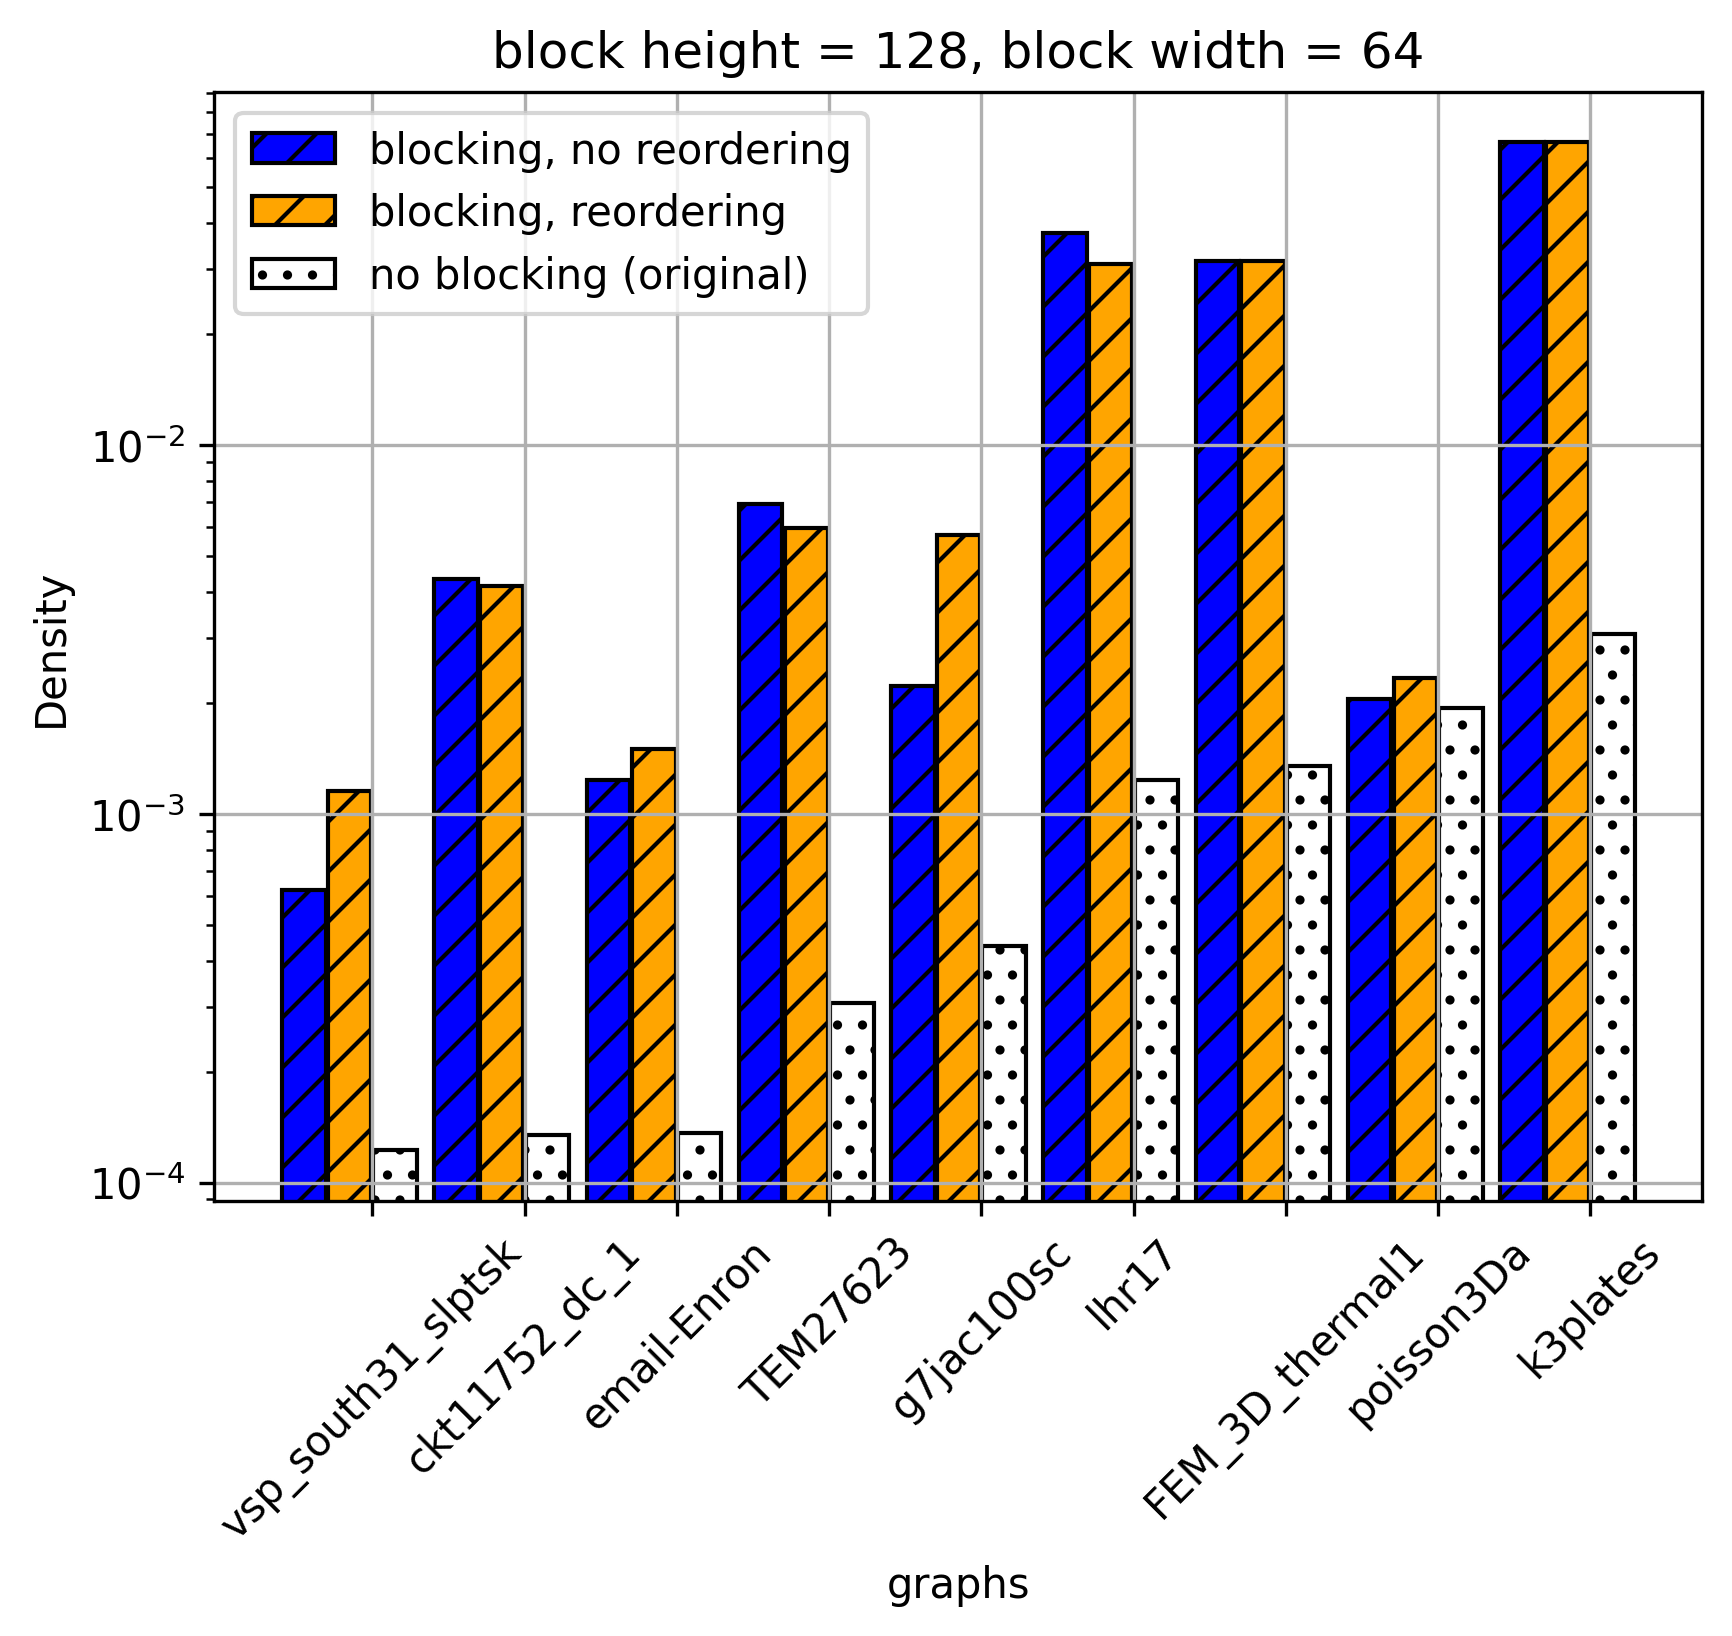 block height = 128, block width = 64
blocking, no reordering
blocking, reordering
no blocking (original)
Density
10⁻²
10⁻³
10⁻⁴
vsp_south31_slptsk
ckt11752_dc_1
email-Enron
TEM27623
g7jac100sc
lhr17
FEM_3D_thermal1
poisson3Da
k3plates
graphs